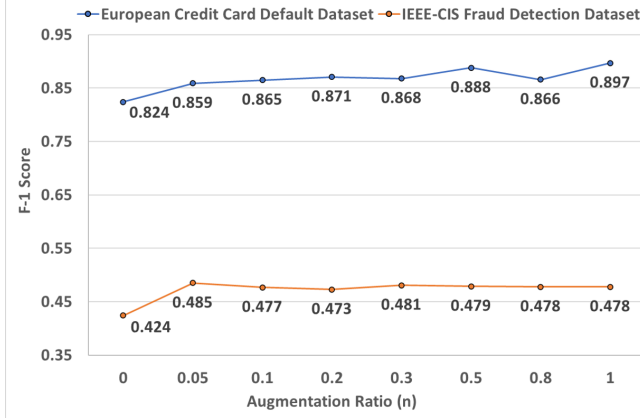 European Credit Card Default Dataset IEEE-CIS Fraud Detection Dataset
0.95
0.85
0.75
0.65
0.55
0.45
0.35
F-1 Score
0.824 0.859 0.865 0.871 0.868 0.888 0.866 0.897
0.424 0.485 0.477 0.473 0.481 0.479 0.478 0.478
0 0.05 0.1 0.2 0.3 0.5 0.8 1
Augmentation Ratio (n)